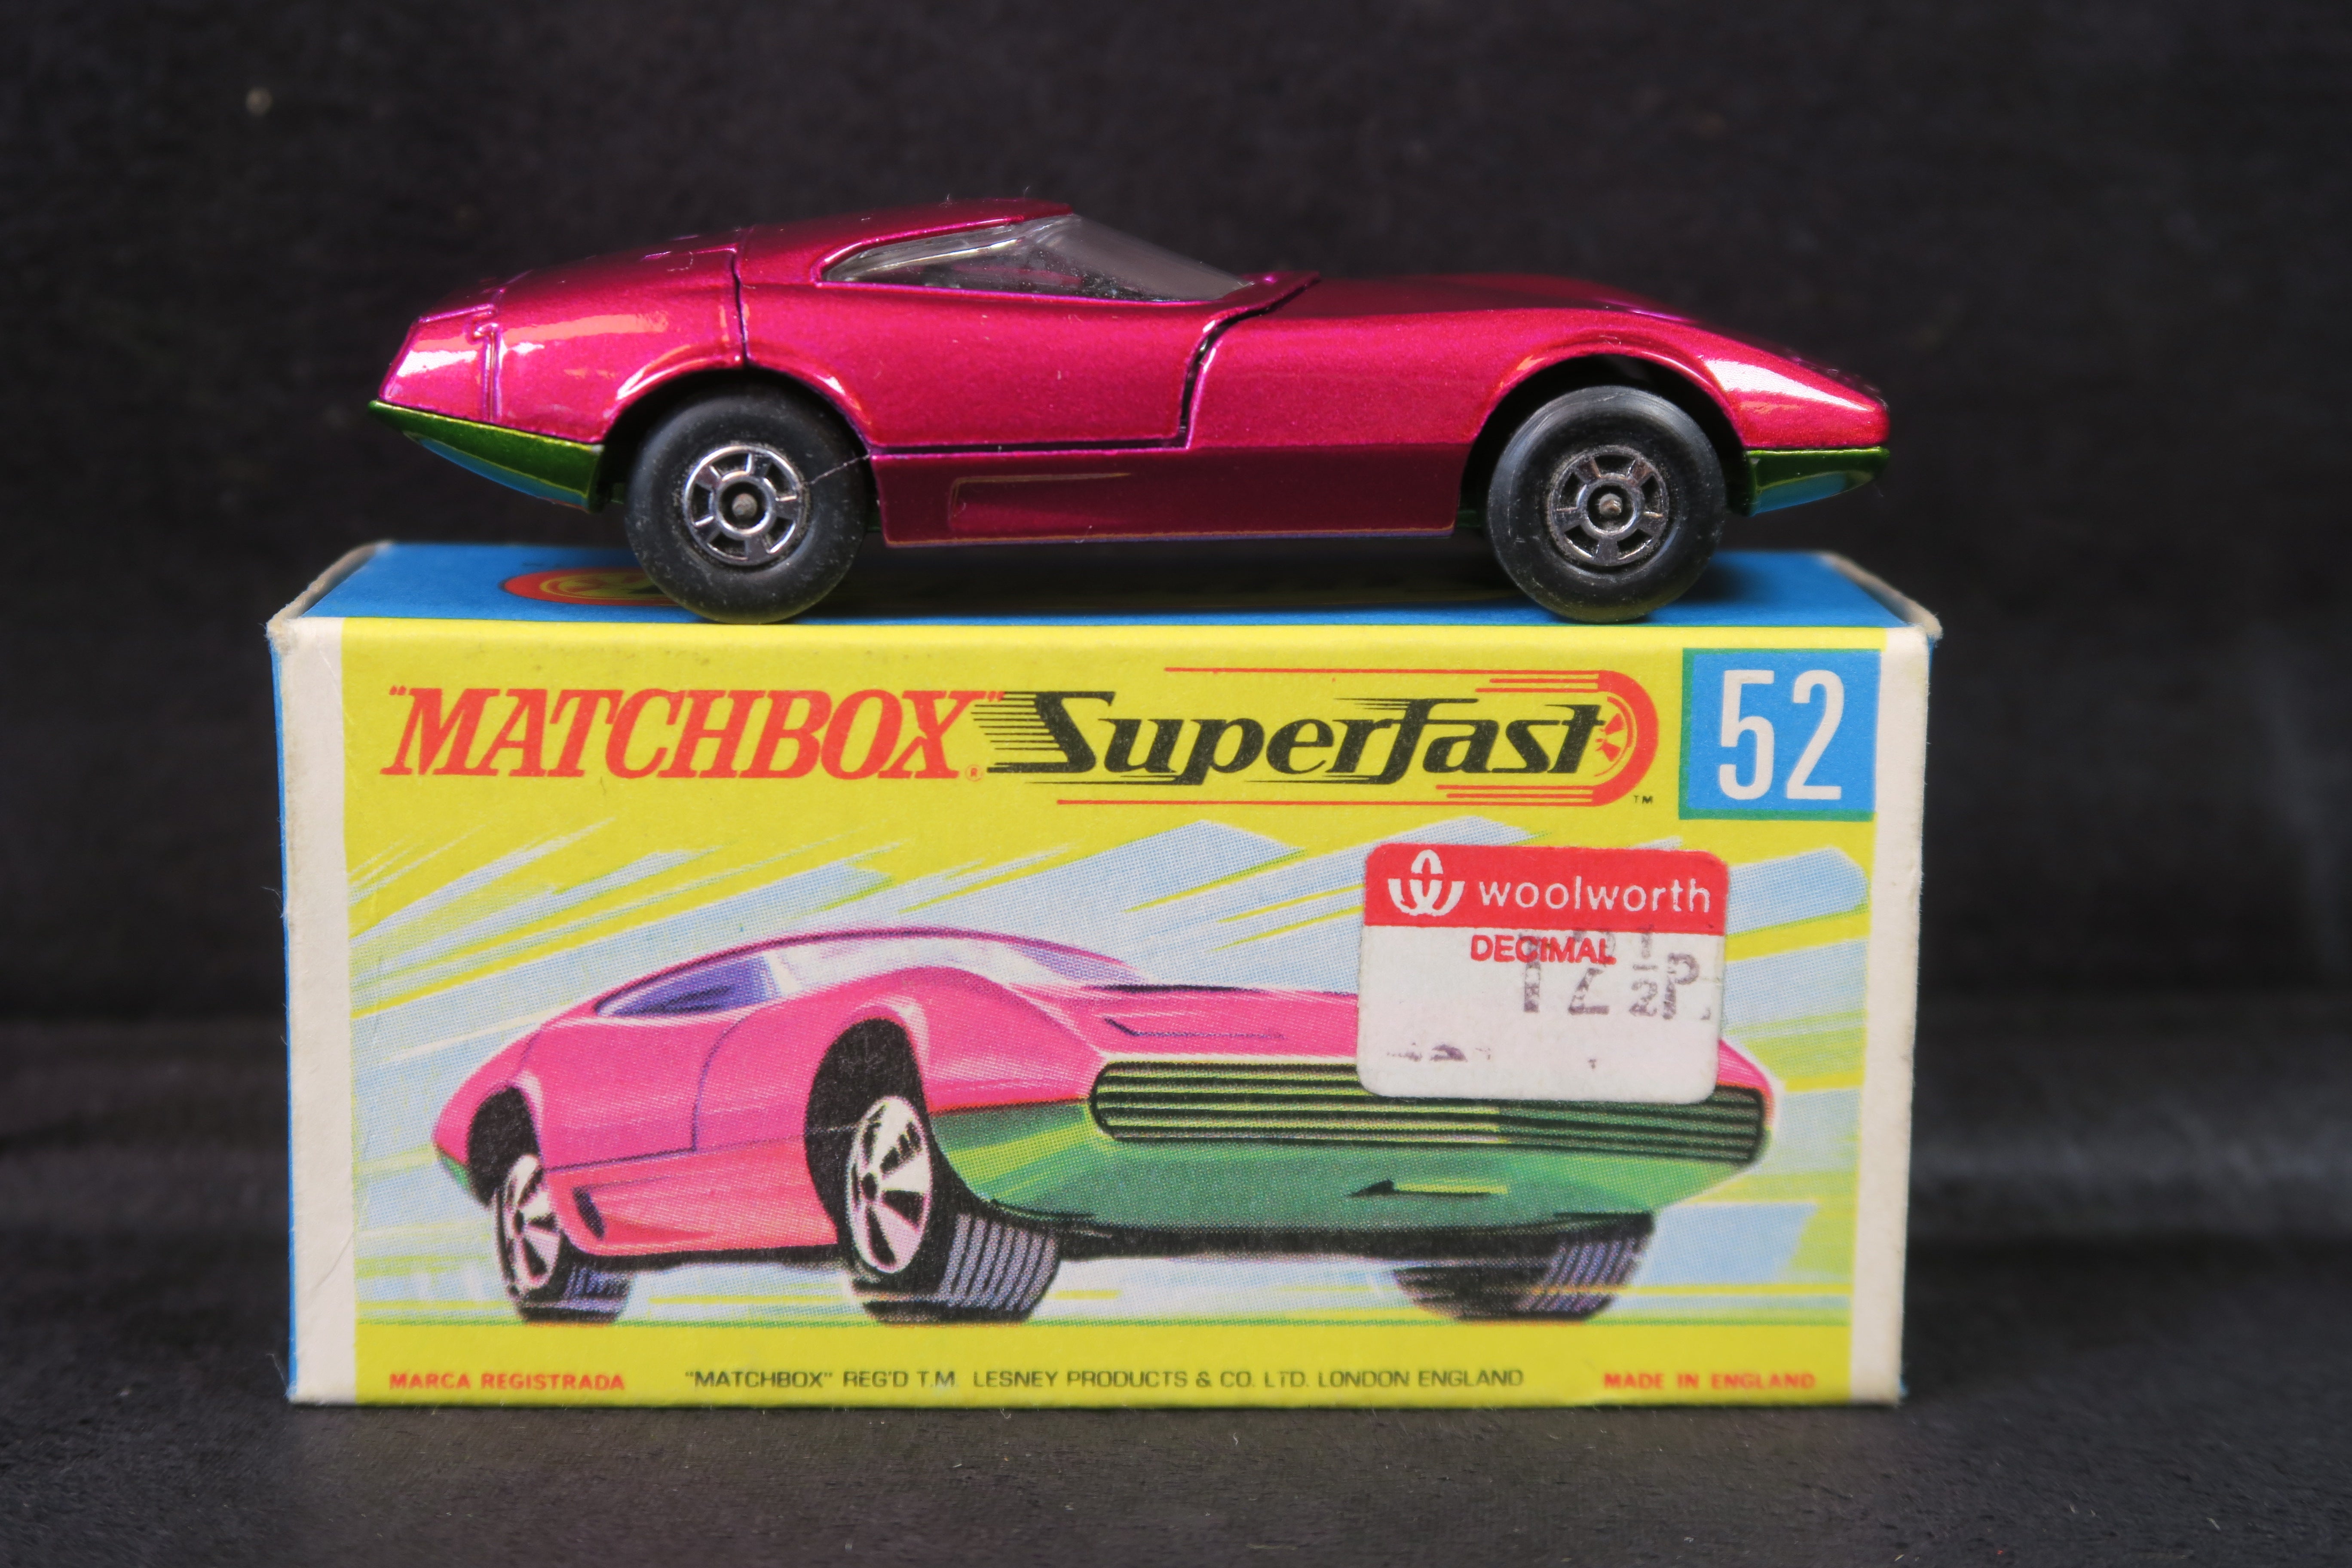 "MATCHBOX"® Superfast ™
52
woolworth
DECIMAL
12½P
MARCA REGISTRADA "MATCHBOX" REG'D T.M. LESNEY PRODUCTS & CO. LTD. LONDON ENGLAND MADE IN ENGLAND